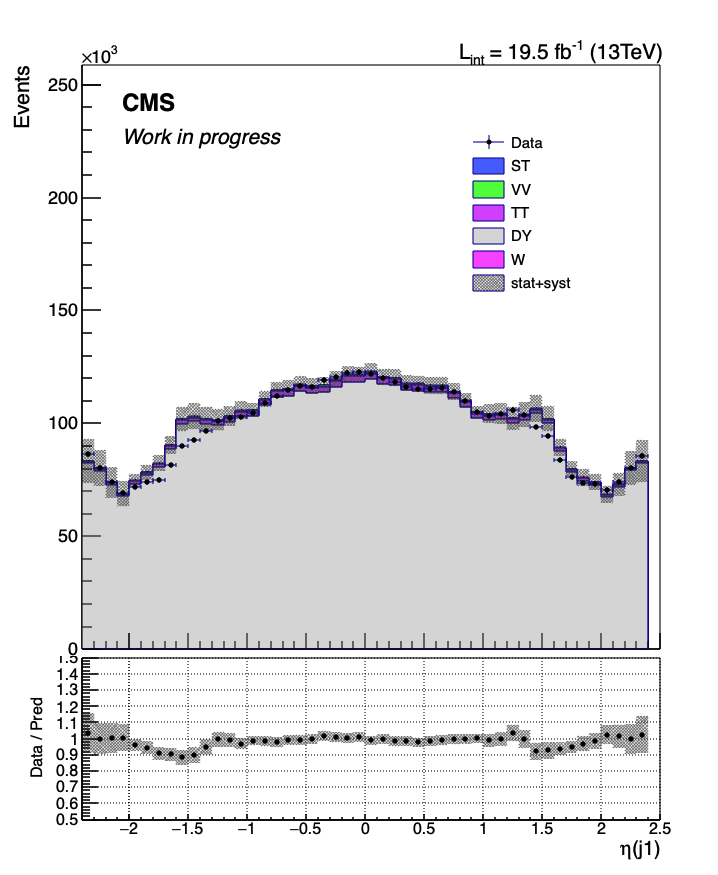 ×10³
L_int = 19.5 fb⁻¹ (13TeV)
Events
CMS
Work in progress
Data
ST
VV
TT
DY
W
stat+syst
250
200
150
100
50
0
Data / Pred
1.5
1.4
1.3
1.2
1.1
1
0.9
0.8
0.7
0.6
0.5
−2 −1.5 −1 −0.5 0 0.5 1 1.5 2 2.5
η(j1)